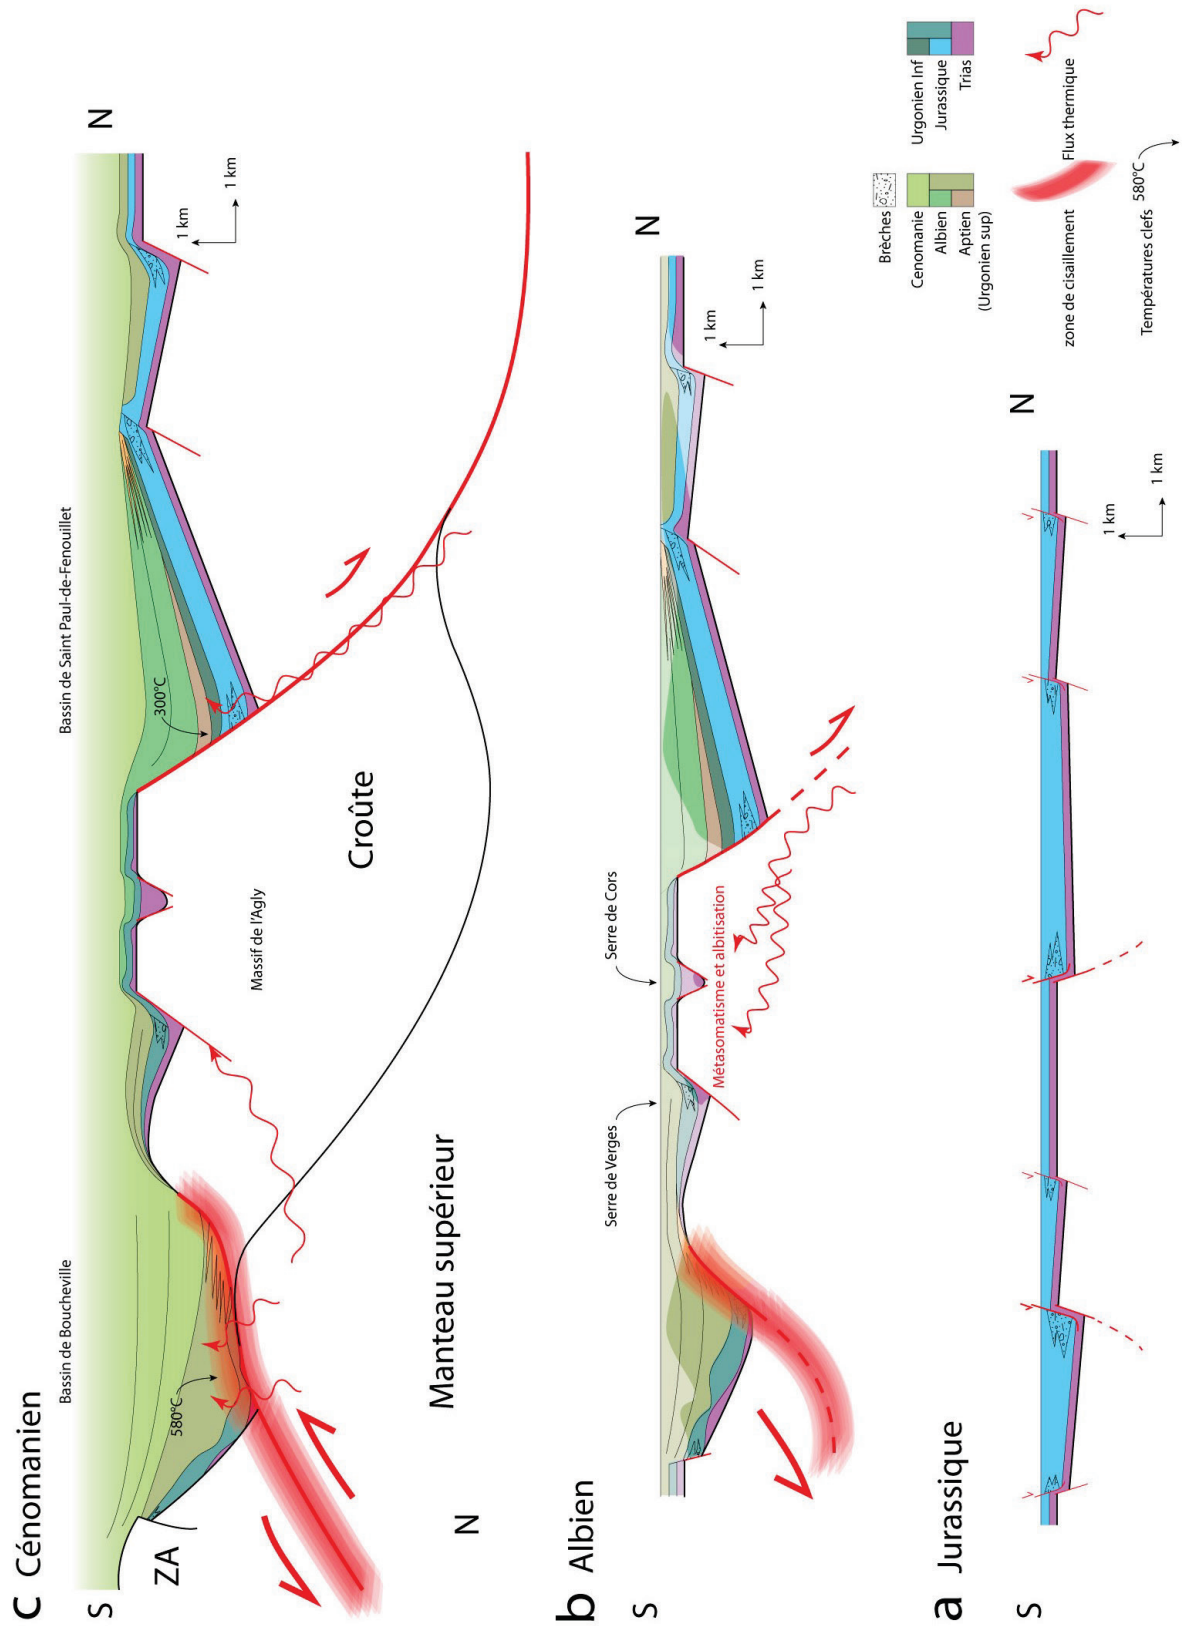 c Cénomanien
S
N
Bassin de Boucheville
Bassin de Saint Paul-de-Fenouillet
580°C
300°C
1 km
1 km
ZA
Massif de l'Agly
Croûte
Manteau supérieur
N
b Albien
S
N
Serre de Verges
Serre de Cors
Métasomatisme et albitisation
1 km
1 km
a Jurassique
S
N
1 km
1 km
Brèches
Cenomanie
Albien
Aptien
(Urgonien sup)
Urgonien Inf
Jurassique
Trias
zone de cisaillement
Flux thermique
Températures clefs
580°C